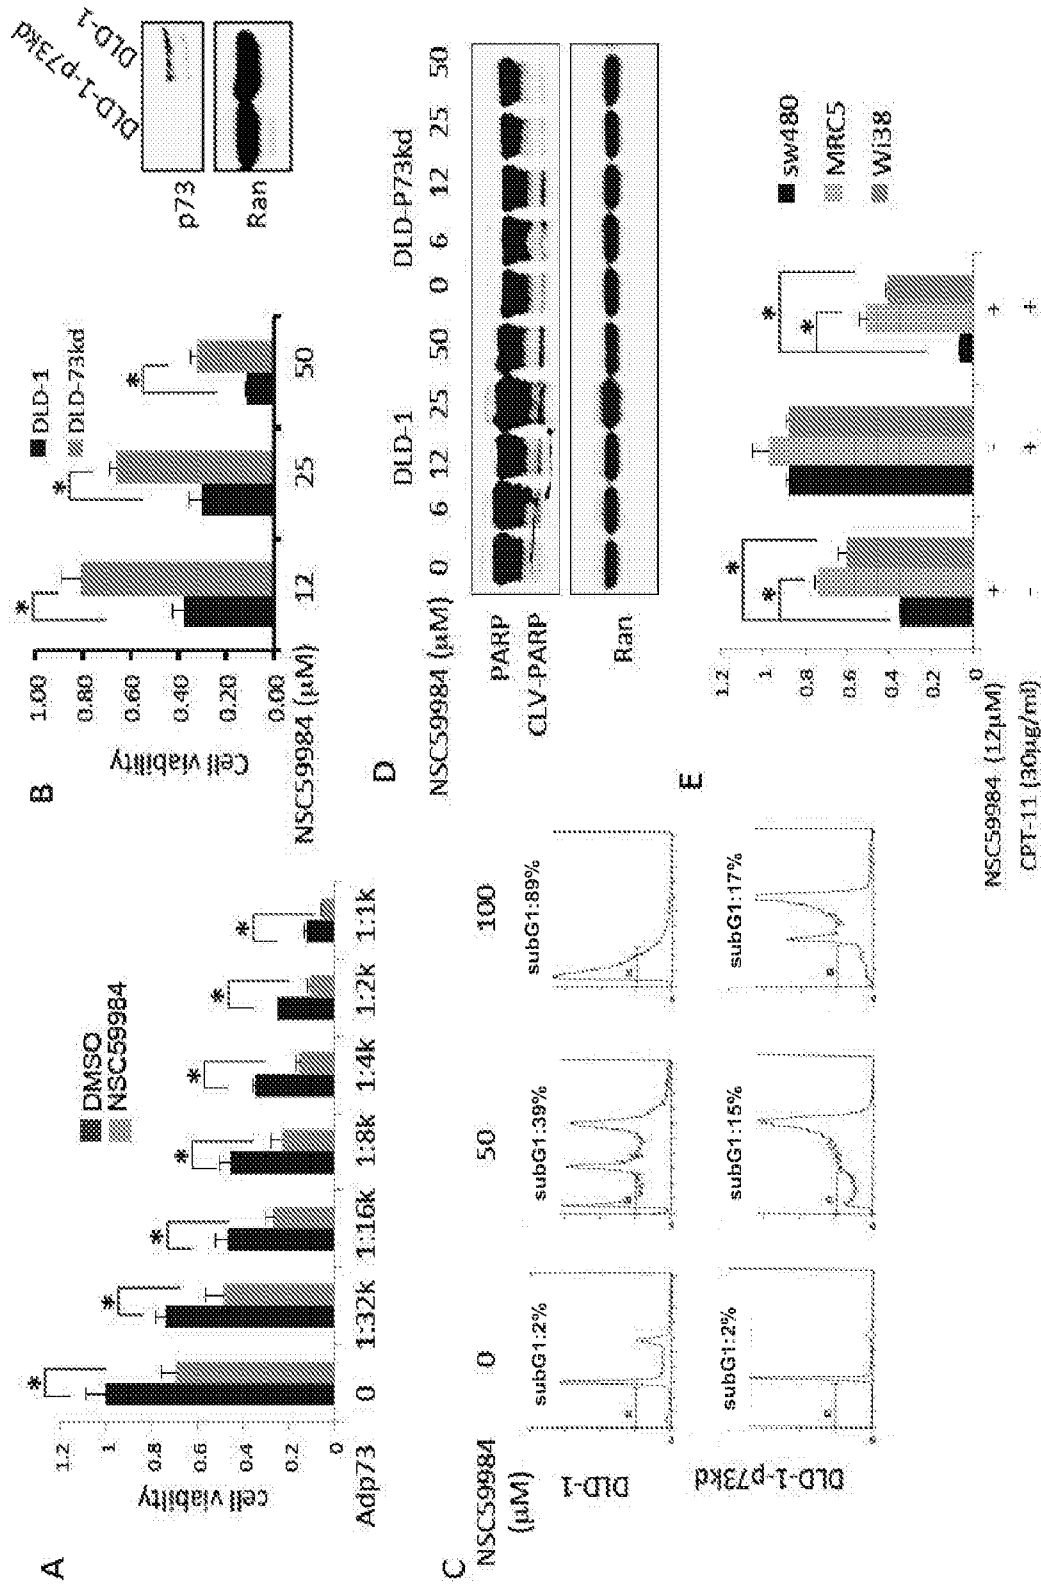 A
cell viability
1.2
1
0.8
0.6
0.4
0.2
0
DMSO
NSC59984
*
*
*
*
*
*
*
Adp73 0 1:32k 1:16k 1:8k 1:4k 1:2k 1:1k
B
Cell viability
1.00
0.80
0.60
0.40
0.20
0.00
DLD-1
DLD-73kd
*
*
*
NSC59984 (µM) 12 25 50
DLD-1-p73kd
DLD-1
p73
Ran
C
NSC59984 (µM) 0 50 100
DLD-1
subG1:2%
subG1:39%
subG1:89%
DLD-1-p73kd
subG1:2%
subG1:15%
subG1:17%
D
DLD-1 DLD-P73kd
NSC59984 (µM) 0 6 12 25 50 0 6 12 25 50
PARP
CLV-PARP
Ran
E
1.2
1
0.8
0.6
0.4
0.2
0
*
*
*
*
sw480
MRC5
Wi38
NSC59984 (12µM) + - +
CPT-11 (30µg/ml) - + +